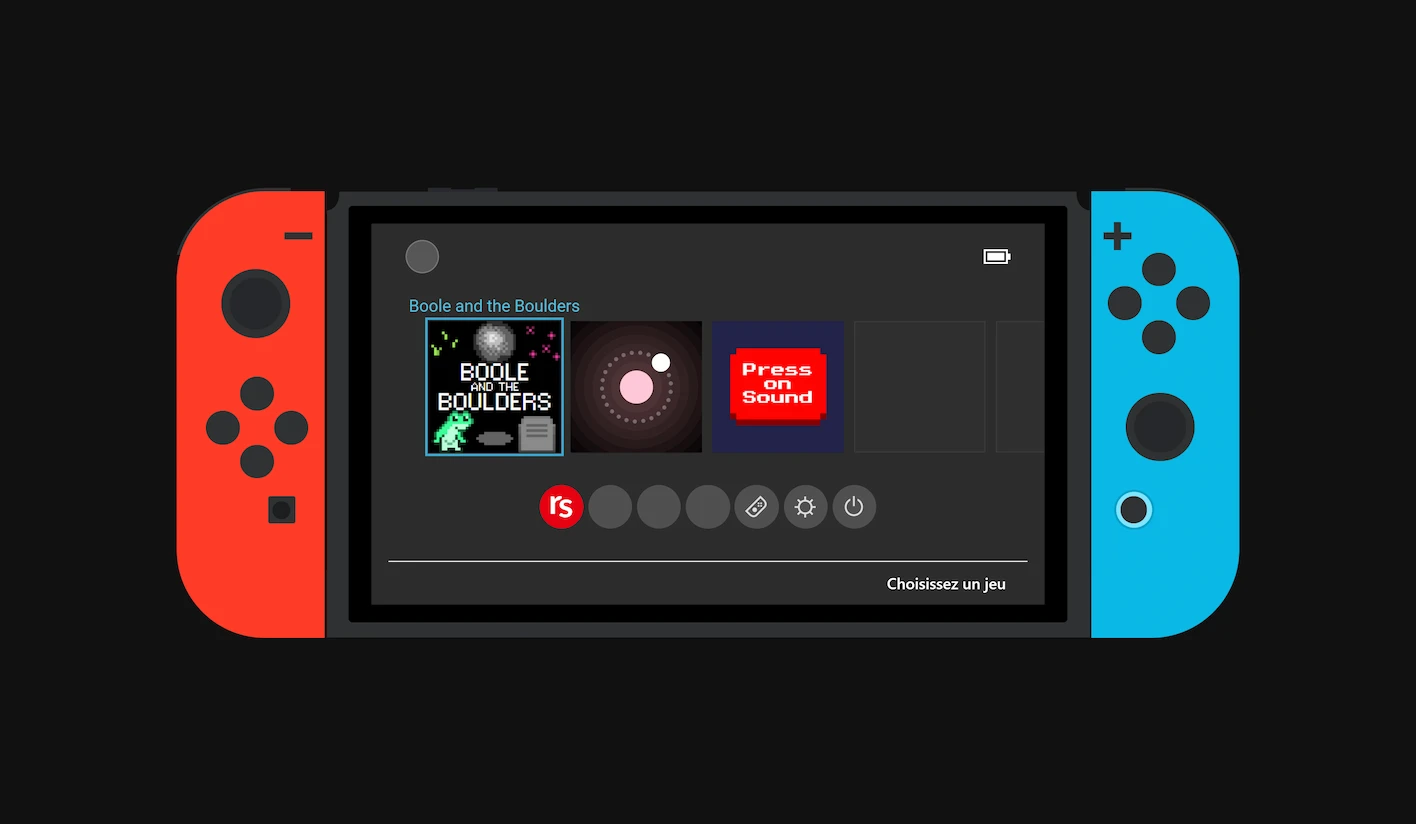 Boole and the Boulders
BOOLE
AND THE
BOULDERS
Press
on
Sound
rs
Choisissez un jeu